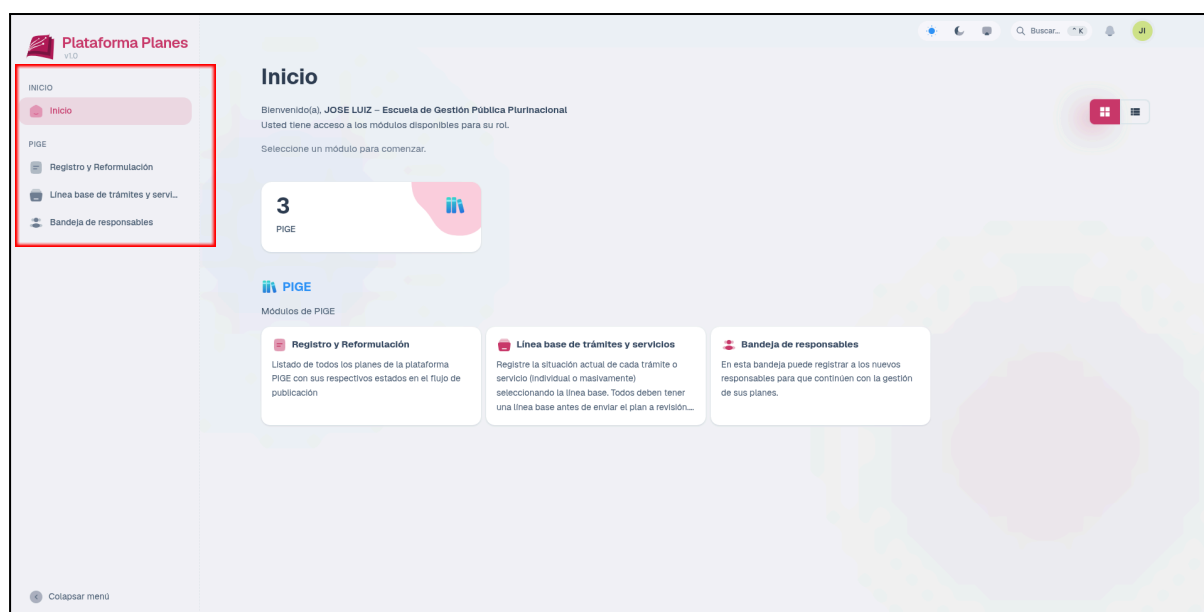 Plataforma Planes
v1.0
Buscar... ^ K
JI
INICIO
Inicio
PIGE
Registro y Reformulación
Línea base de trámites y servi...
Bandeja de responsables
Inicio
Bienvenido(a), JOSE LUIZ – Escuela de Gestión Pública Plurinacional
Usted tiene acceso a los módulos disponibles para su rol.
Seleccione un módulo para comenzar.
3
PIGE
PIGE
Módulos de PIGE
Registro y Reformulación
Listado de todos los planes de la plataforma
PIGE con sus respectivos estados en el flujo de
publicación
Línea base de trámites y servicios
Registre la situación actual de cada trámite o
servicio (individual o masivamente)
seleccionando la línea base. Todos deben tener
una línea base antes de enviar el plan a revisión....
Bandeja de responsables
En esta bandeja puede registrar a los nuevos
responsables para que continúen con la gestión
de sus planes.
Colapsar menú